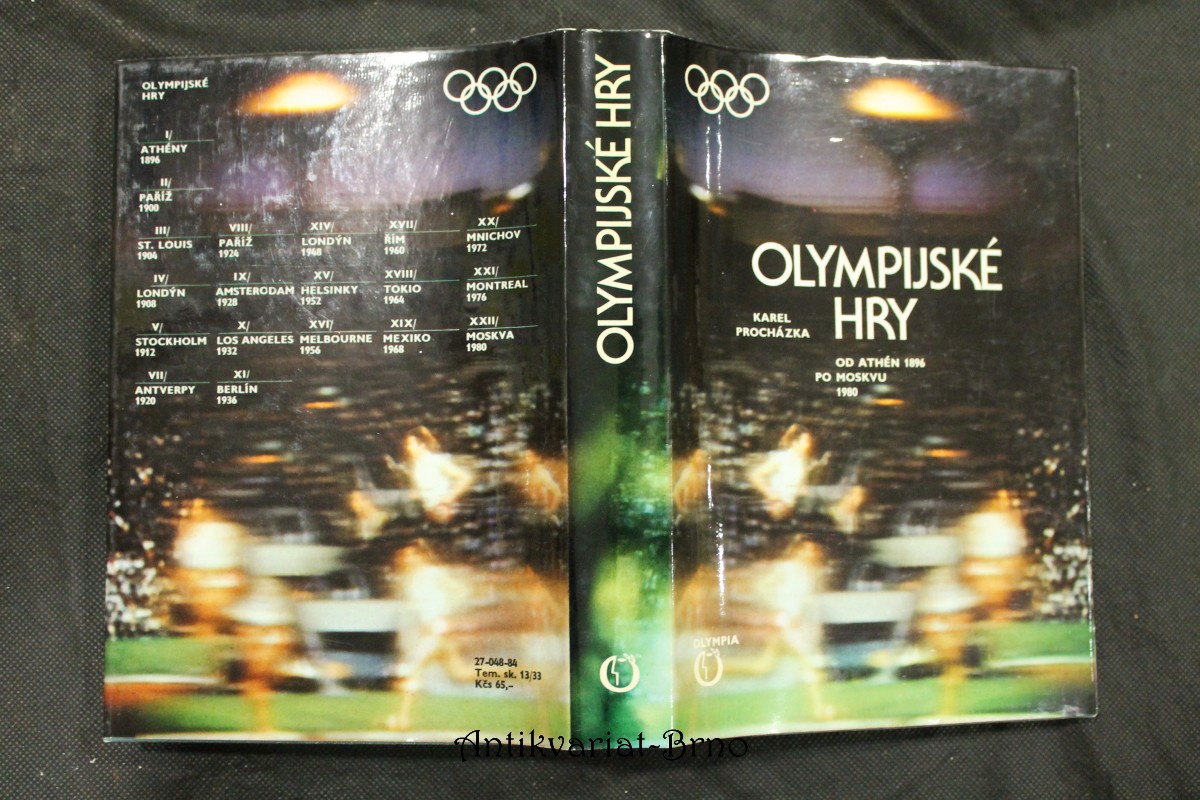 OLYMPIJSKÉ
HRY
I/
ATHÉNY
1896
II/
PAŘÍŽ
1900
III/
ST. LOUIS
1904
IV/
LONDÝN
1908
V/
STOCKHOLM
1912
VII/
ANTVERPY
1920
VIII/
PAŘÍŽ
1924
IX/
AMSTERDAM
1928
X/
LOS ANGELES
1932
XI/
BERLÍN
1936
XIV/
LONDÝN
1948
XV/
HELSINKY
1952
XVI/
MELBOURNE
1956
XVII/
ŘÍM
1960
XVIII/
TOKIO
1964
XIX/
MEXIKO
1968
XX/
MNICHOV
1972
XXI/
MONTREAL
1976
XXII/
MOSKVA
1980
27-048-84
Tem. sk. 13/33
Kčs 65,–
OLYMPIJSKÉ HRY
OLYMPIJSKÉ
HRY
KAREL
PROCHÁZKA
OD ATHÉN 1896
PO MOSKVU
1980
OLYMPIA
Antikvariat-Brno